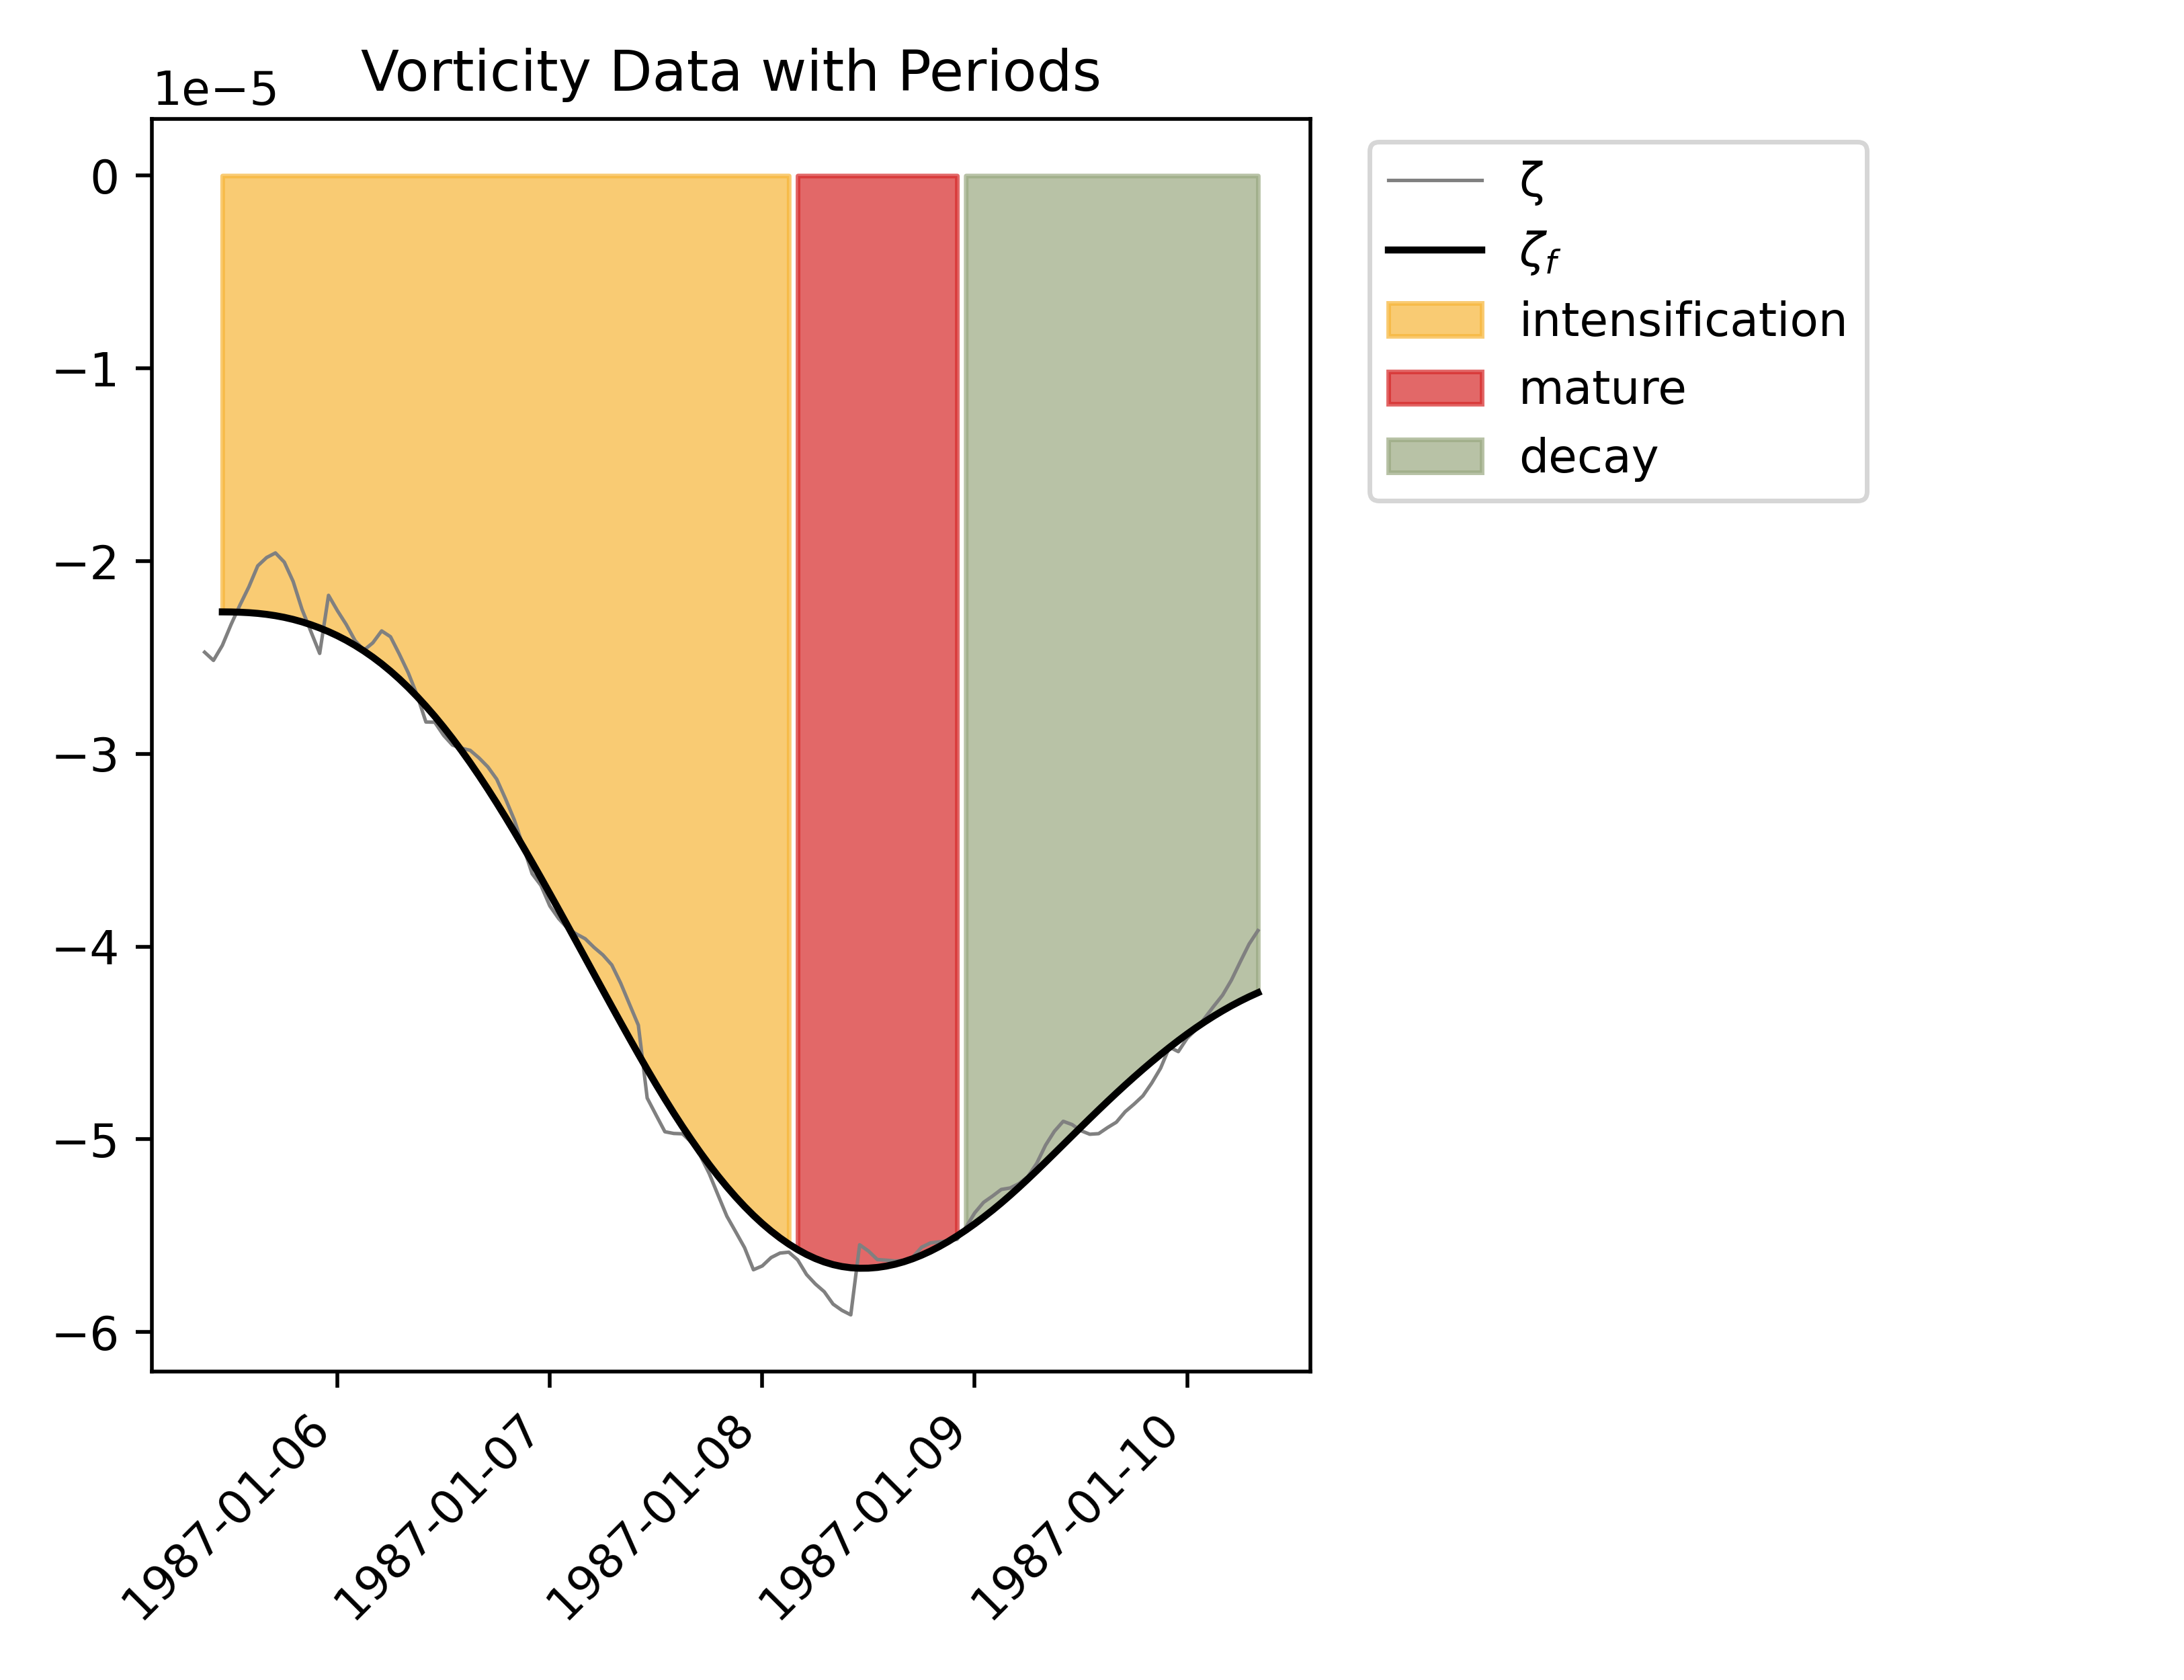 Vorticity Data with Periods
1e−5
0
−1
−2
−3
−4
−5
−6
1987-01-06
1987-01-07
1987-01-08
1987-01-09
1987-01-10
ζ
ζf
intensification
mature
decay